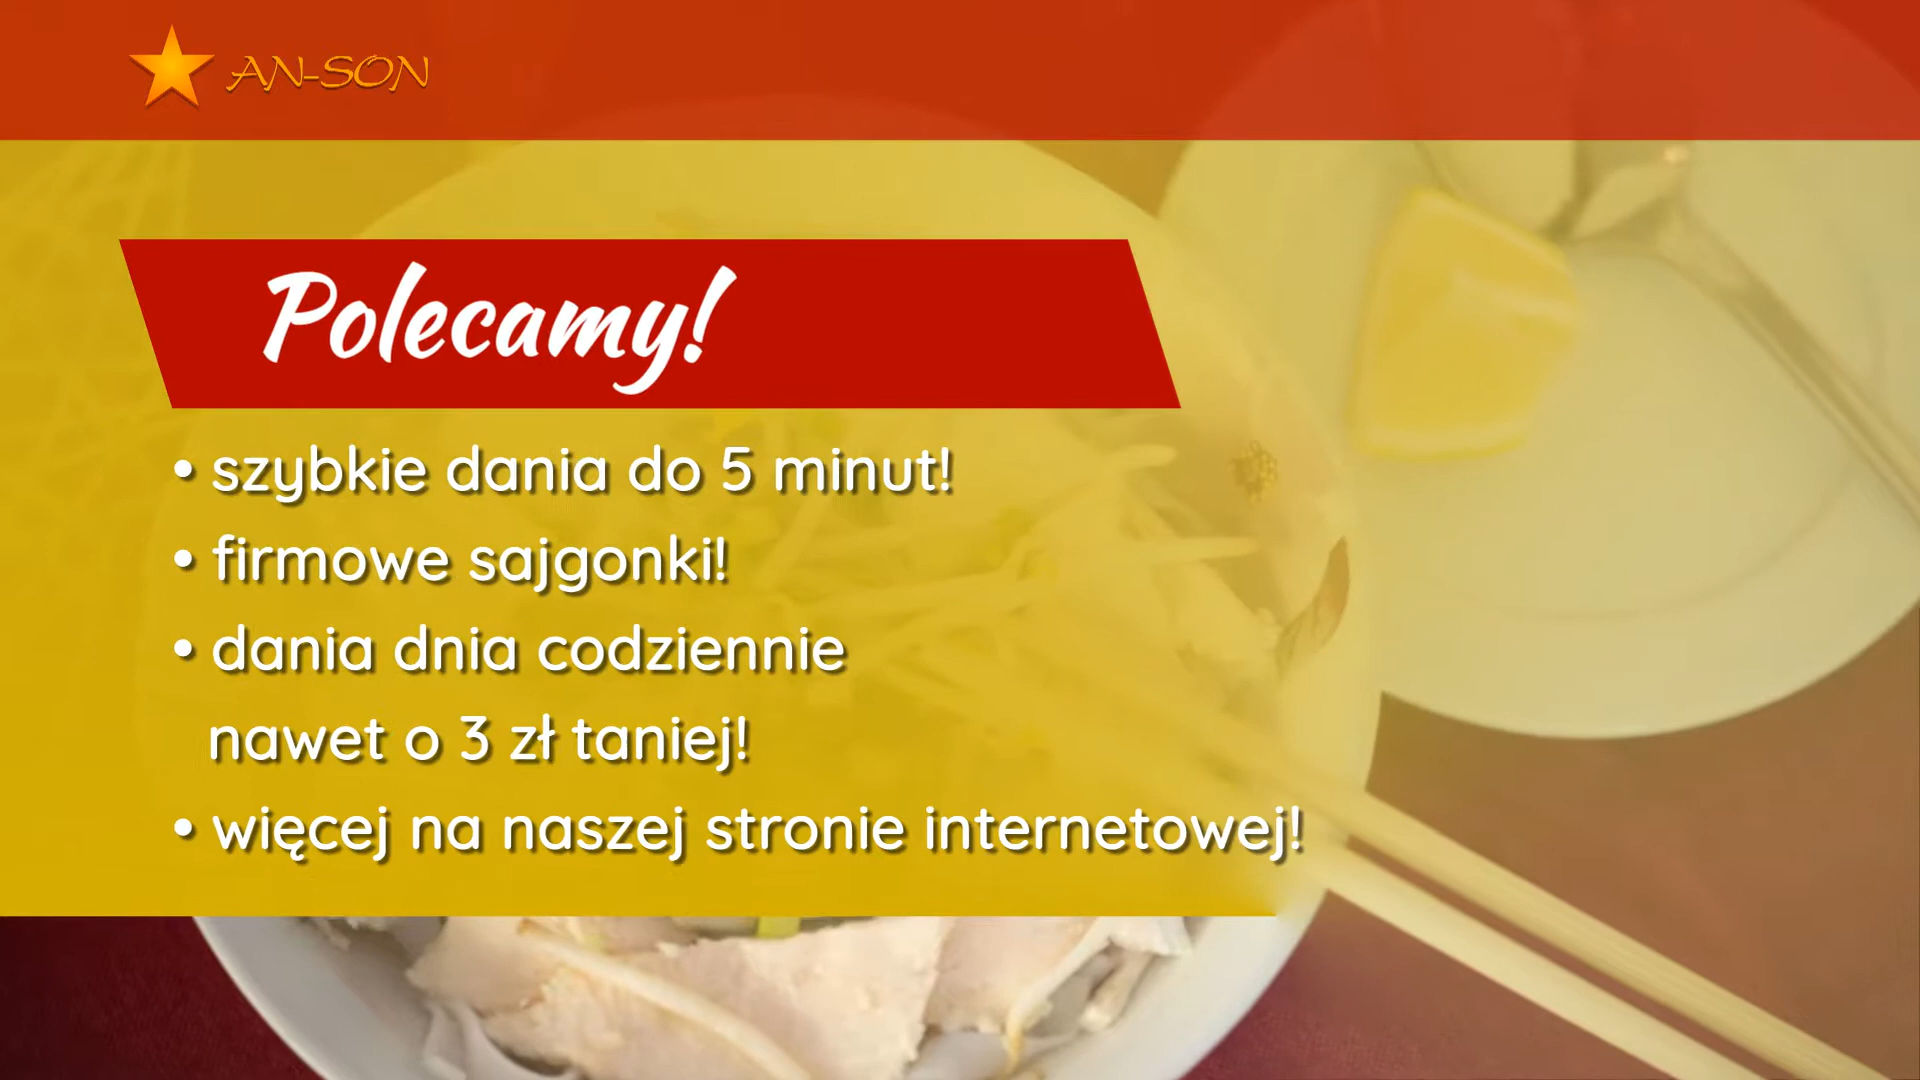 AN-SON
Polecamy!
• szybkie dania do 5 minut!
• firmowe sajgonki!
• dania dnia codziennie
nawet o 3 zł taniej!
• więcej na naszej stronie internetowej!